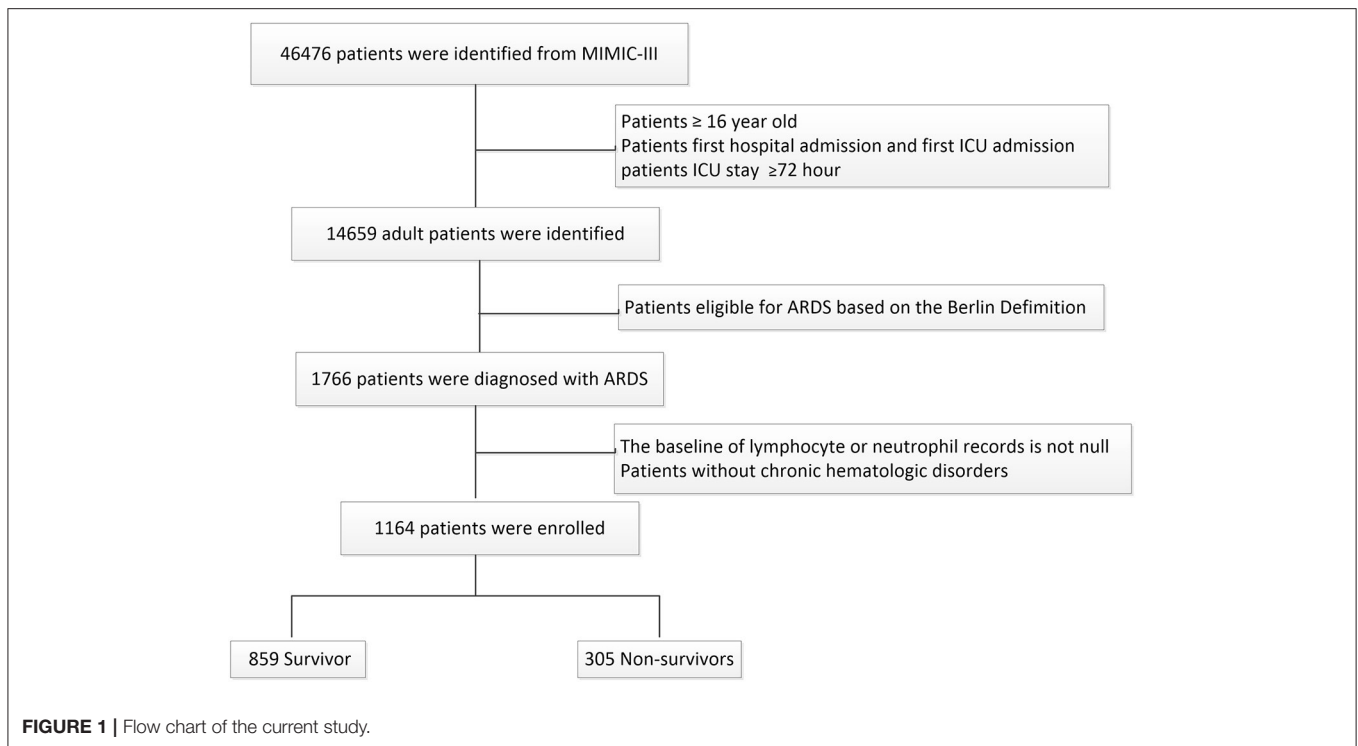 46476 patients were identified from MIMIC-III
Patients ≥ 16 year old
Patients first hospital admission and first ICU admission
patients ICU stay ≥72 hour
14659 adult patients were identified
Patients eligible for ARDS based on the Berlin Defimition
1766 patients were diagnosed with ARDS
The baseline of lymphocyte or neutrophil records is not null
Patients without chronic hematologic disorders
1164 patients were enrolled
859 Survivor
305 Non-survivors
FIGURE 1 | Flow chart of the current study.